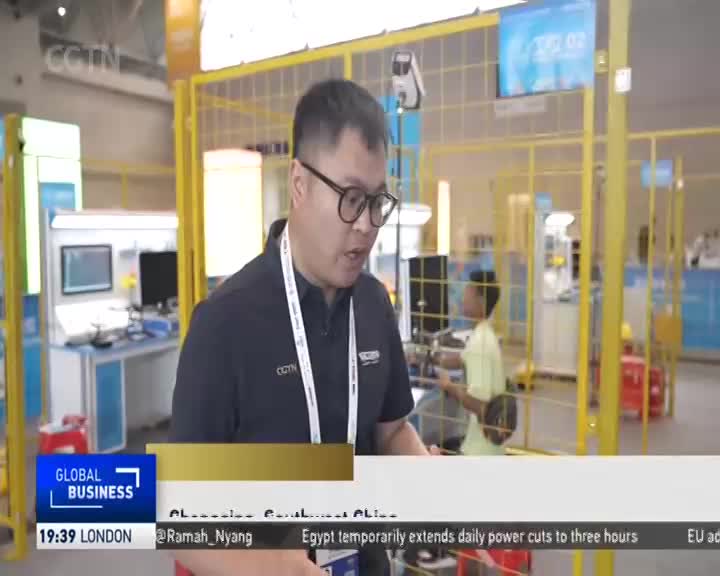 CGTN
02
CGTN
GLOBAL
BUSINESS
19:39 LONDON
@Ramah_Nyang
Egypt temporarily extends daily power cuts to three hours
EU ad